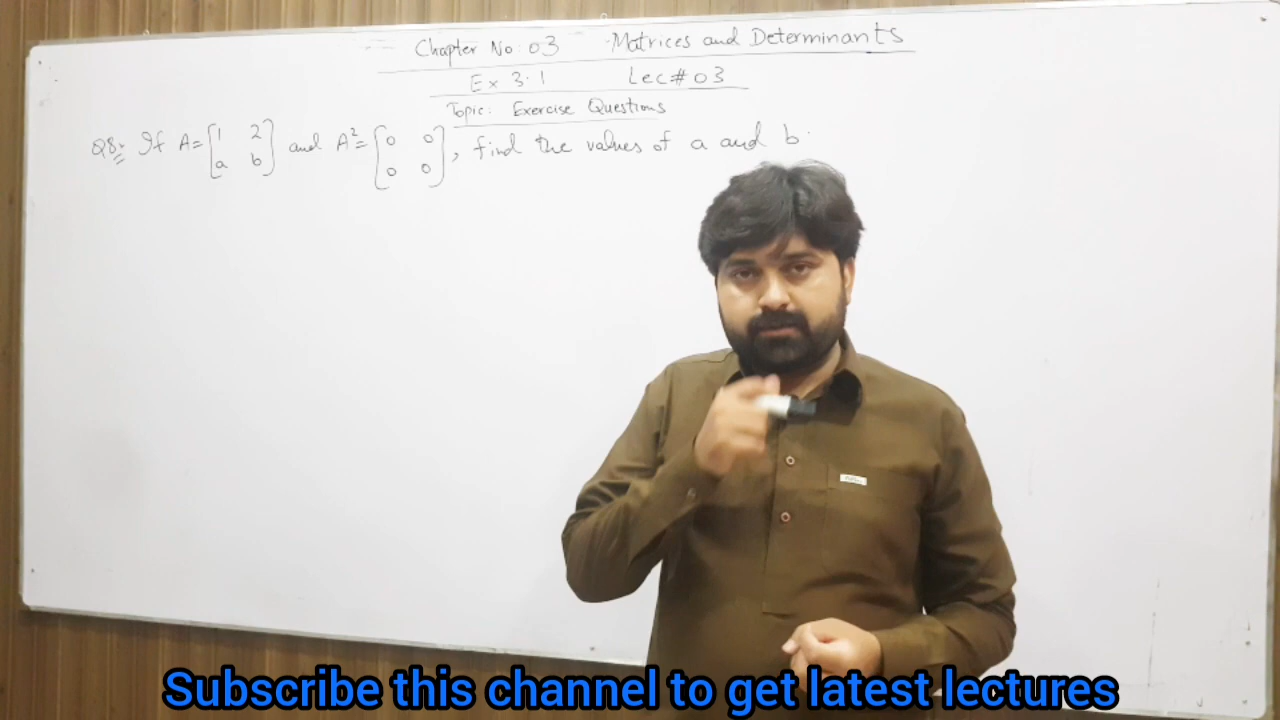 Chapter No: 03 Matrices and Determinants
Ex 3.1 Lec # 03
Topic: Exercise Questions
Q8: If A = [1 2
a b] and A² = [0 0
0 0], find the values of a and b.
Subscribe this channel to get latest lectures